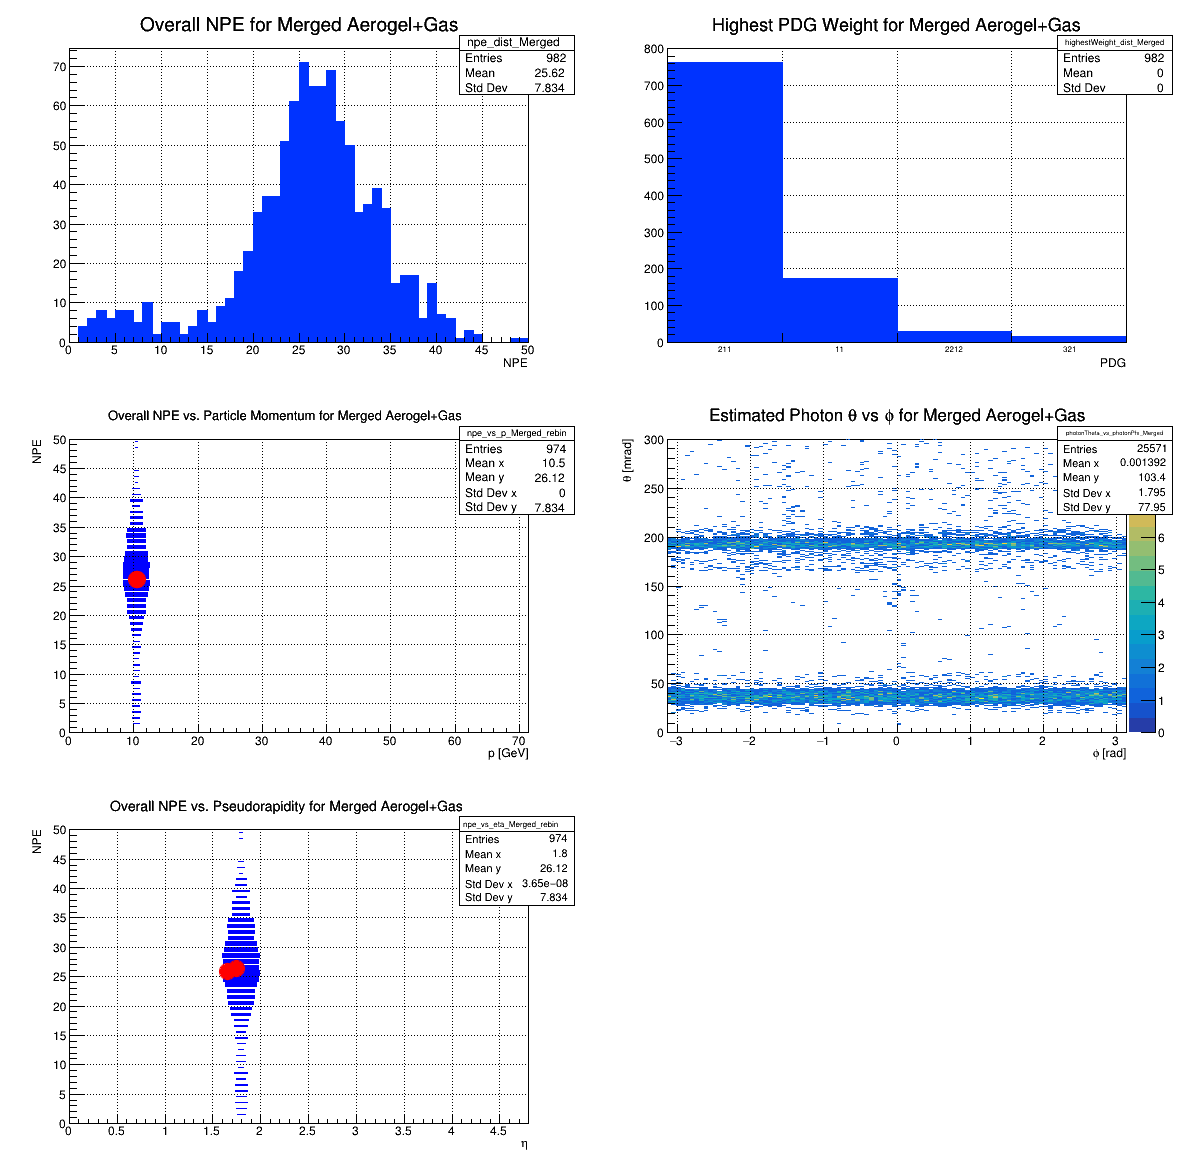 Overall NPE for Merged Aerogel+Gas
npe_dist_Merged
Entries 982
Mean 25.62
Std Dev 7.834
70
60
50
40
30
20
10
0
0 5 10 15 20 25 30 35 40 45 50
NPE
Highest PDG Weight for Merged Aerogel+Gas
highestWeight_dist_Merged
Entries 982
Mean 0
Std Dev 0
800
700
600
500
400
300
200
100
0
211 11 2212 321
PDG
Overall NPE vs. Particle Momentum for Merged Aerogel+Gas
npe_vs_p_Merged_rebin
Entries 974
Mean x 10.5
Mean y 26.12
Std Dev x 0
Std Dev y 7.834
NPE
50
45
40
35
30
25
20
15
10
5
0
0 10 20 30 40 50 60 70
p [GeV]
Estimated Photon θ vs ϕ for Merged Aerogel+Gas
photonTheta_vs_photonPhi_Merged
Entries 25571
Mean x 0.001392
Mean y 103.4
Std Dev x 1.795
Std Dev y 77.95
θ [mrad]
300
250
200
150
100
50
0
−3 −2 −1 0 1 2 3
ϕ [rad]
6
5
4
3
2
1
0
Overall NPE vs. Pseudorapidity for Merged Aerogel+Gas
npe_vs_eta_Merged_rebin
Entries 974
Mean x 1.8
Mean y 26.12
Std Dev x 3.65e−08
Std Dev y 7.834
NPE
50
45
40
35
30
25
20
15
10
5
0
0 0.5 1 1.5 2 2.5 3 3.5 4 4.5
η